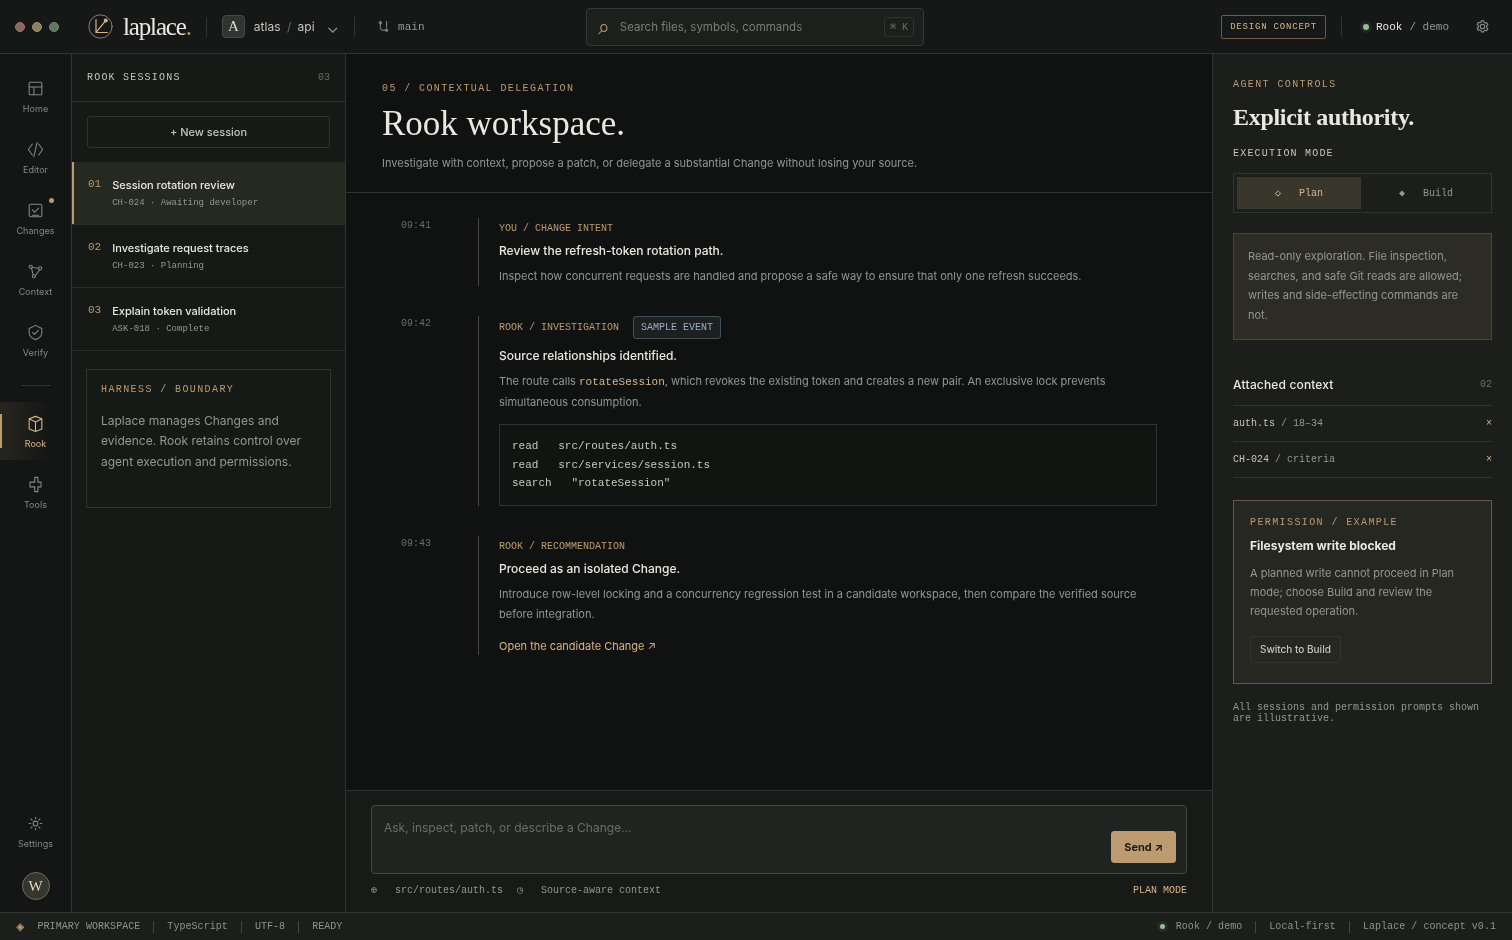 laplace.
A atlas / api
main
Search files, symbols, commands ⌘ K
DESIGN CONCEPT
Rook / demo
Home
Editor
Changes
Context
Verify
Rook
Tools
Settings
W
ROOK SESSIONS 03
+ New session
01 Session rotation review
CH-024 · Awaiting developer
02 Investigate request traces
CH-023 · Planning
03 Explain token validation
ASK-018 · Complete
HARNESS / BOUNDARY
Laplace manages Changes and
evidence. Rook retains control over
agent execution and permissions.
05 / CONTEXTUAL DELEGATION
Rook workspace.
Investigate with context, propose a patch, or delegate a substantial Change without losing your source.
09:41 YOU / CHANGE INTENT
Review the refresh-token rotation path.
Inspect how concurrent requests are handled and propose a safe way to ensure that only one refresh succeeds.
09:42 ROOK / INVESTIGATION SAMPLE EVENT
Source relationships identified.
The route calls rotateSession, which revokes the existing token and creates a new pair. An exclusive lock prevents
simultaneous consumption.
read src/routes/auth.ts
read src/services/session.ts
search "rotateSession"
09:43 ROOK / RECOMMENDATION
Proceed as an isolated Change.
Introduce row-level locking and a concurrency regression test in a candidate workspace, then compare the verified source
before integration.
Open the candidate Change ↗
Ask, inspect, patch, or describe a Change...
Send ↗
⊕ src/routes/auth.ts ◷ Source-aware context PLAN MODE
AGENT CONTROLS
Explicit authority.
EXECUTION MODE
◇ Plan ◆ Build
Read-only exploration. File inspection,
searches, and safe Git reads are allowed;
writes and side-effecting commands are
not.
Attached context 02
auth.ts / 18–34 ×
CH-024 / criteria ×
PERMISSION / EXAMPLE
Filesystem write blocked
A planned write cannot proceed in Plan
mode; choose Build and review the
requested operation.
Switch to Build
All sessions and permission prompts shown
are illustrative.
◈ PRIMARY WORKSPACE TypeScript UTF-8 READY
Rook / demo Local-first Laplace / concept v0.1